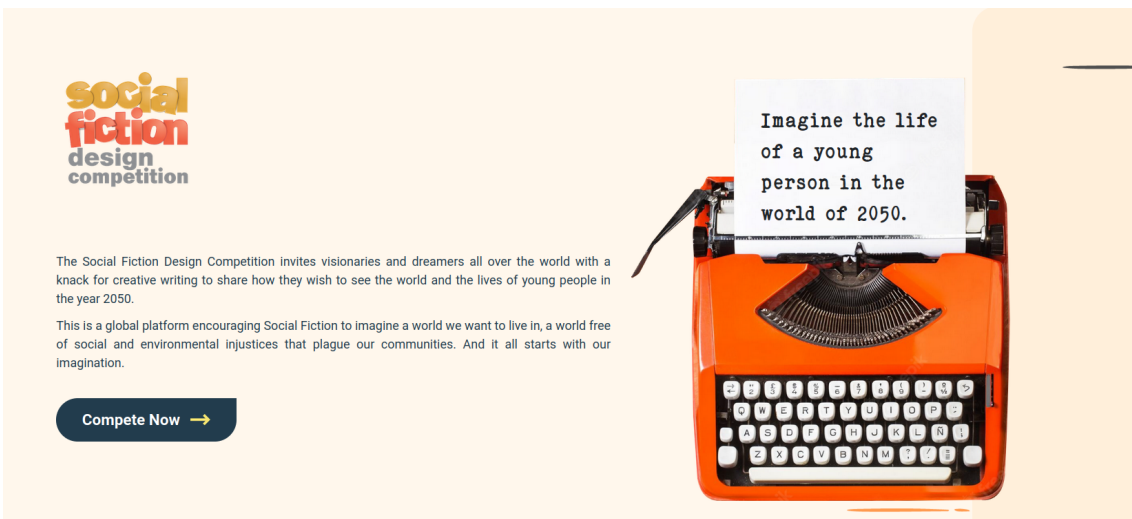 social
fiction
design
competition
Imagine the life
of a young
person in the
world of 2050.
The Social Fiction Design Competition invites visionaries and dreamers all over the world with a
knack for creative writing to share how they wish to see the world and the lives of young people in
the year 2050.
This is a global platform encouraging Social Fiction to imagine a world we want to live in, a world free
of social and environmental injustices that plague our communities. And it all starts with our
imagination.
Compete Now
Q W E R T Y U I O P
A S D F G H J K L Ñ
Z X C V B N M